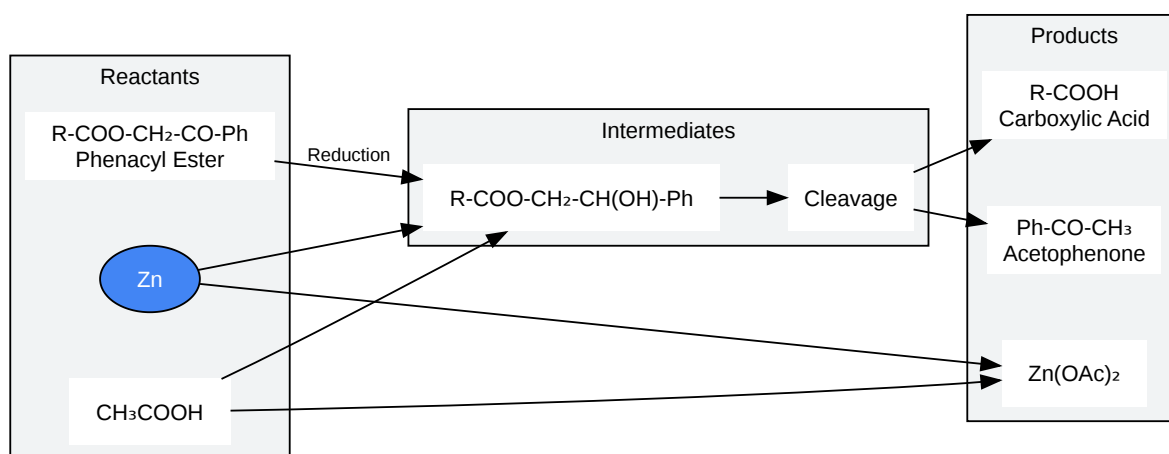 Reactants
R-COO-CH₂-CO-Ph
Phenacyl Ester
Zn
CH₃COOH
Reduction
Intermediates
R-COO-CH₂-CH(OH)-Ph
Cleavage
Products
R-COOH
Carboxylic Acid
Ph-CO-CH₃
Acetophenone
Zn(OAc)₂